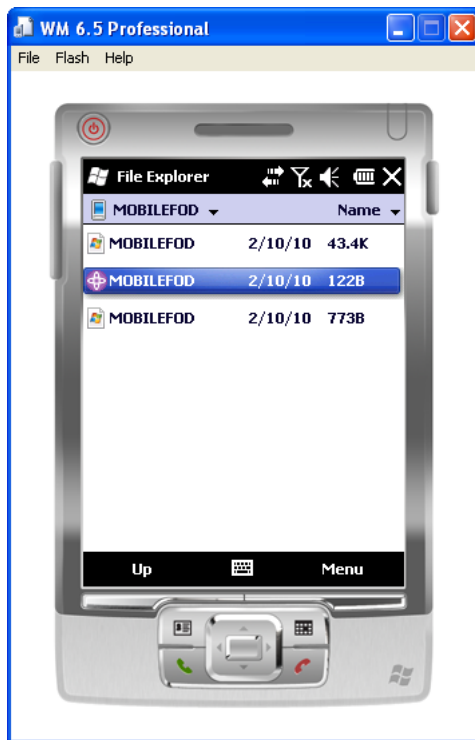 WM 6.5 Professional
File Flash Help
File Explorer
MOBILEFOD Name
MOBILEFOD 2/10/10 43.4K
MOBILEFOD 2/10/10 122B
MOBILEFOD 2/10/10 773B
Up Menu